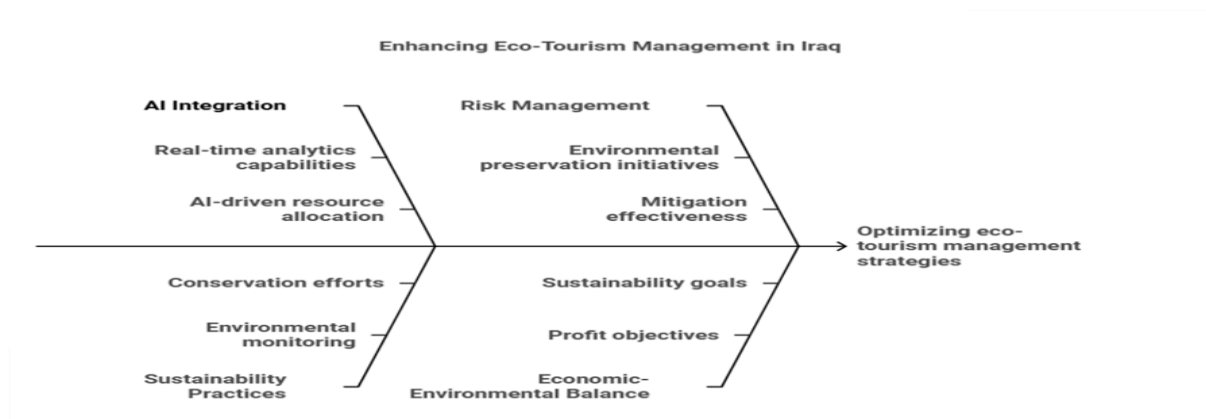 Enhancing Eco-Tourism Management in Iraq
AI Integration
Real-time analytics
capabilities
AI-driven resource
allocation
Risk Management
Environmental
preservation initiatives
Mitigation
effectiveness
Optimizing eco-
tourism management
strategies
Conservation efforts
Environmental
monitoring
Sustainability
Practices
Sustainability goals
Profit objectives
Economic-
Environmental Balance